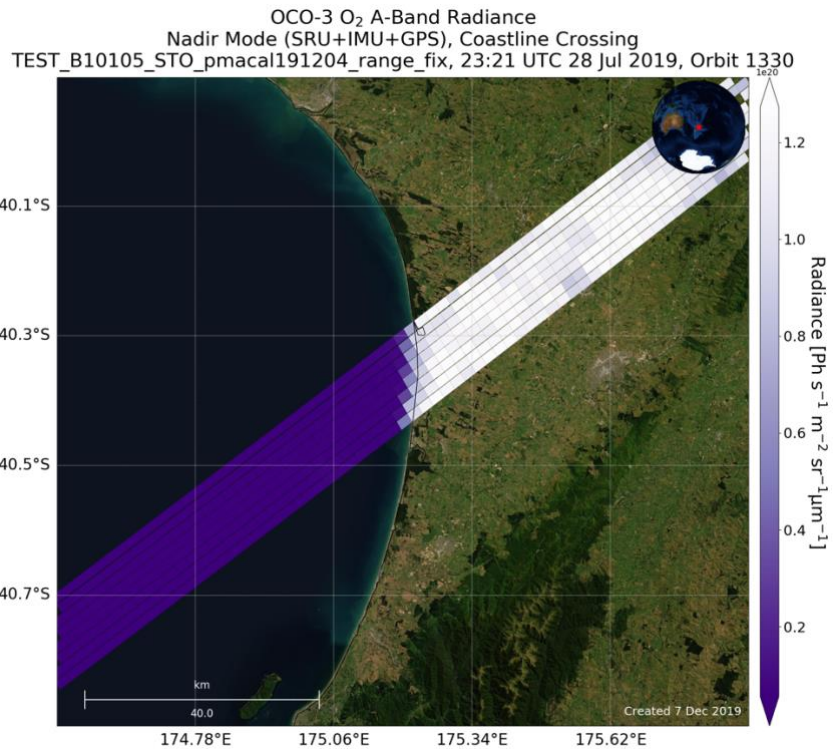 OCO-3 O₂ A-Band Radiance
Nadir Mode (SRU+IMU+GPS), Coastline Crossing
TEST_B10105_STO_pmacal191204_range_fix, 23:21 UTC 28 Jul 2019, Orbit 1330
1e20
1.2
1.0
0.8
0.6
0.4
0.2
Radiance [Ph s⁻¹ m⁻² sr⁻¹μm⁻¹]
40.1°S
40.3°S
40.5°S
40.7°S
km
40.0
Created 7 Dec 2019
174.78°E 175.06°E 175.34°E 175.62°E